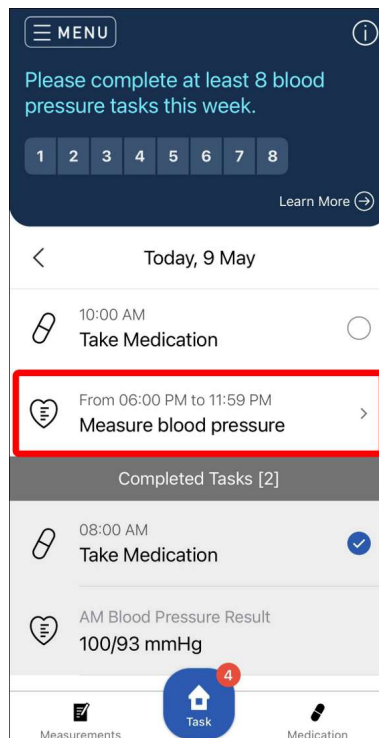 MENU
Please complete at least 8 blood
pressure tasks this week.
1 2 3 4 5 6 7 8
Learn More
Today, 9 May
10:00 AM
Take Medication
From 06:00 PM to 11:59 PM
Measure blood pressure
Completed Tasks [2]
08:00 AM
Take Medication
AM Blood Pressure Result
100/93 mmHg
4
Measurements
Task
Medication